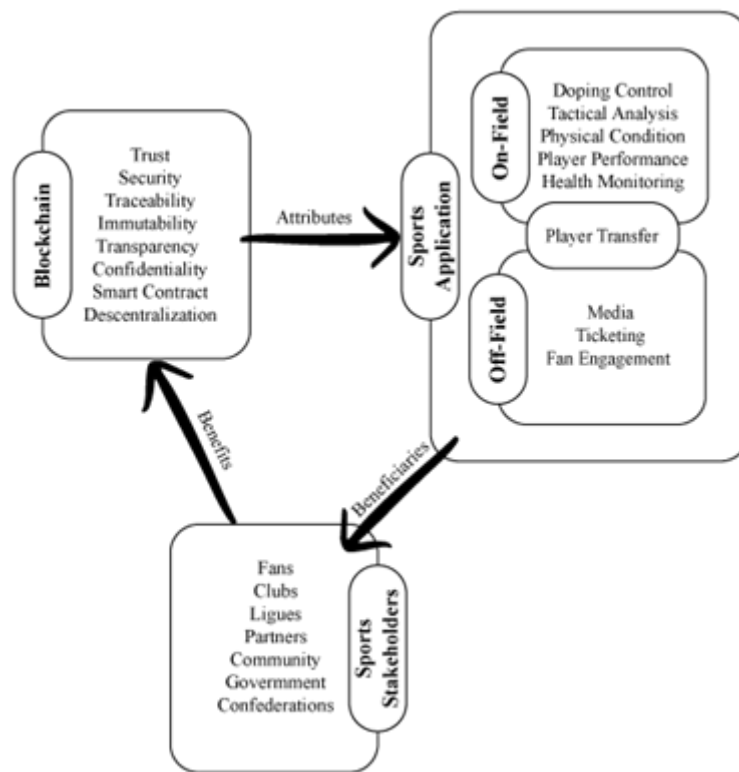 Blockchain
Trust
Security
Traceability
Immutability
Transparency
Confidentiality
Smart Contract
Descentralization
Attributes
Sports
Application
On-Field
Doping Control
Tactical Analysis
Physical Condition
Player Performance
Health Monitoring
Player Transfer
Off-Field
Media
Ticketing
Fan Engagement
Beneficiaries
Sports
Stakeholders
Fans
Clubs
Ligues
Partners
Community
Govermment
Confederations
Benefits